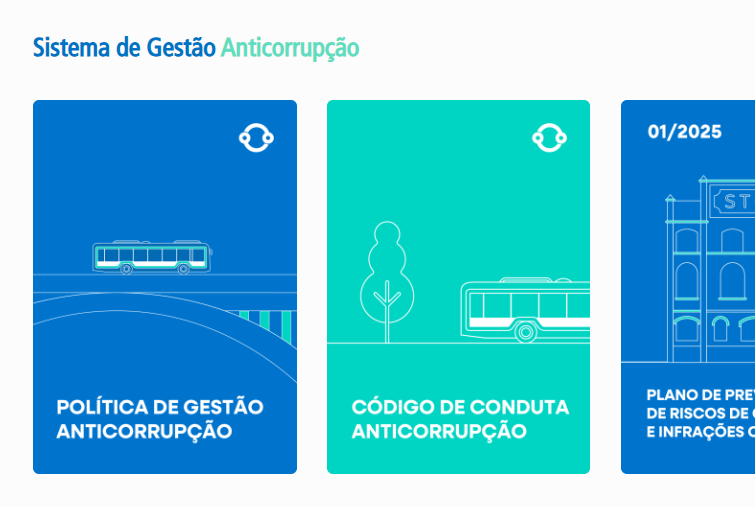 Sistema de Gestão Anticorrupção
POLÍTICA DE GESTÃO
ANTICORRUPÇÃO
CÓDIGO DE CONDUTA
ANTICORRUPÇÃO
01/2025
ST
PLANO DE
DE RISCOS DE
E INFRAÇÕES